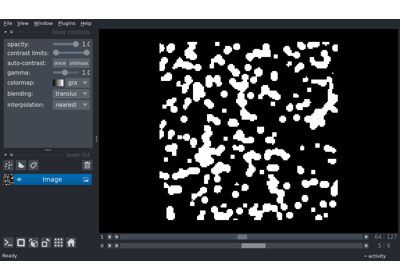 File View Window Plugins Help
layer controls
opacity: 1.0
contrast limits:
auto-contrast: once
gamma: 1.0
colormap: gra
blending: translu
interpolation: nearest
layer list
Image
1 64 127
0 5 9
Ready
activity